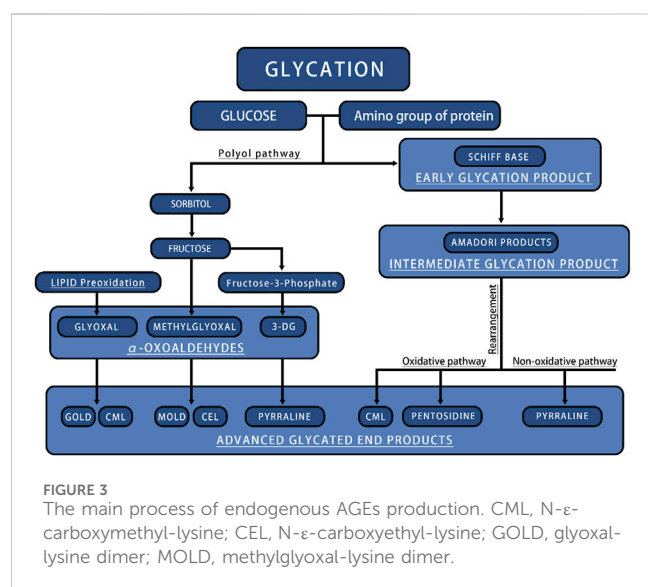 GLYCATION
GLUCOSE
Amino group of protein
Polyol pathway
SCHIFF BASE
EARLY GLYCATION PRODUCT
SORBITOL
FRUCTOSE
AMADORI PRODUCTS
INTERMEDIATE GLYCATION PRODUCT
LIPID Preoxidation
Fructose-3-Phosphate
GLYOXAL
METHYLGLYOXAL
3-DG
α-OXOALDEHYDES
Rearrangement
Oxidative pathway
Non-oxidative pathway
GOLD
CML
MOLD
CEL
PYRRALINE
CML
PENTOSIDINE
PYRRALINE
ADVANCED GLYCATED END PRODUCTS
FIGURE 3
The main process of endogenous AGEs production. CML, N-ε-
carboxymethyl-lysine; CEL, N-ε-carboxyethyl-lysine; GOLD, glyoxal-
lysine dimer; MOLD, methylglyoxal-lysine dimer.